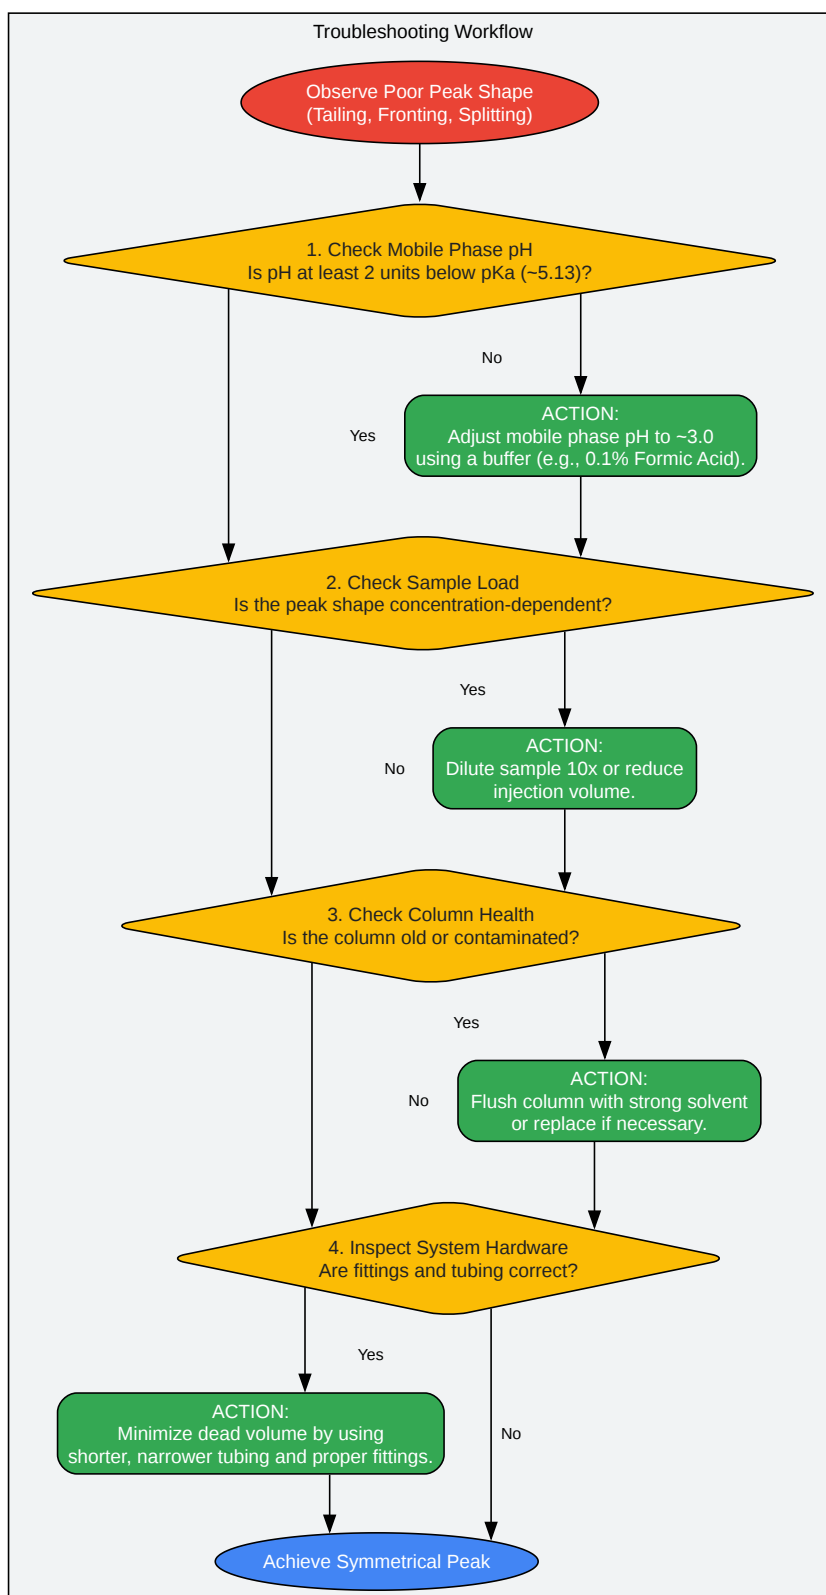 Troubleshooting Workflow
Observe Poor Peak Shape
(Tailing, Fronting, Splitting)
1. Check Mobile Phase pH
Is pH at least 2 units below pKa (~5.13)?
No
ACTION:
Adjust mobile phase pH to ~3.0
using a buffer (e.g., 0.1% Formic Acid).
Yes
2. Check Sample Load
Is the peak shape concentration-dependent?
Yes
ACTION:
Dilute sample 10x or reduce
injection volume.
No
3. Check Column Health
Is the column old or contaminated?
Yes
ACTION:
Flush column with strong solvent
or replace if necessary.
No
4. Inspect System Hardware
Are fittings and tubing correct?
Yes
ACTION:
Minimize dead volume by using
shorter, narrower tubing and proper fittings.
No
Achieve Symmetrical Peak